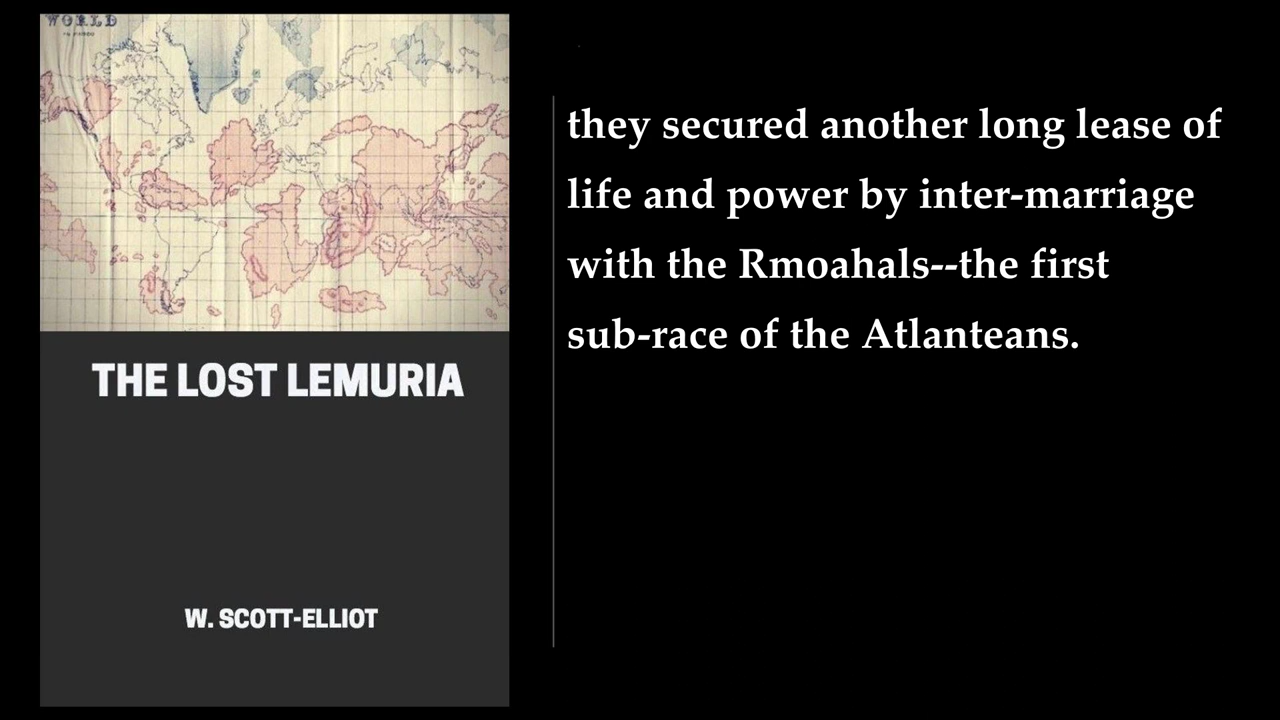 WORLD
THE LOST LEMURIA
W. SCOTT-ELLIOT
they secured another long lease of
life and power by inter-marriage
with the Rmoahals--the first
sub-race of the Atlanteans.